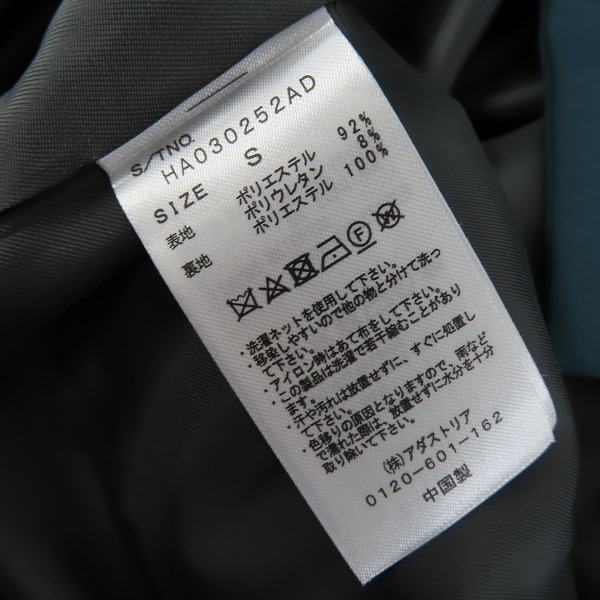 S/TNO.
HA030252AD
SIZE S
表地 ポリエステル 92%
ポリウレタン 8%
裏地 ポリエステル 100%
・洗濯ネットを使用して下さい。
・移染しやすいので他の物と分けて洗っ
て下さい。
・アイロン時はあて布をして下さい。
・この製品は洗濯で若干縮むことがあり
ます。
・汗や汚れは放置せずに、すぐに処置し
て下さい。
・色移りの原因となりますので、雨など
で濡れた際は、放置せずに水分を十分
取り除いて下さい。
(株)アダストリア
0120-601-162
中国製